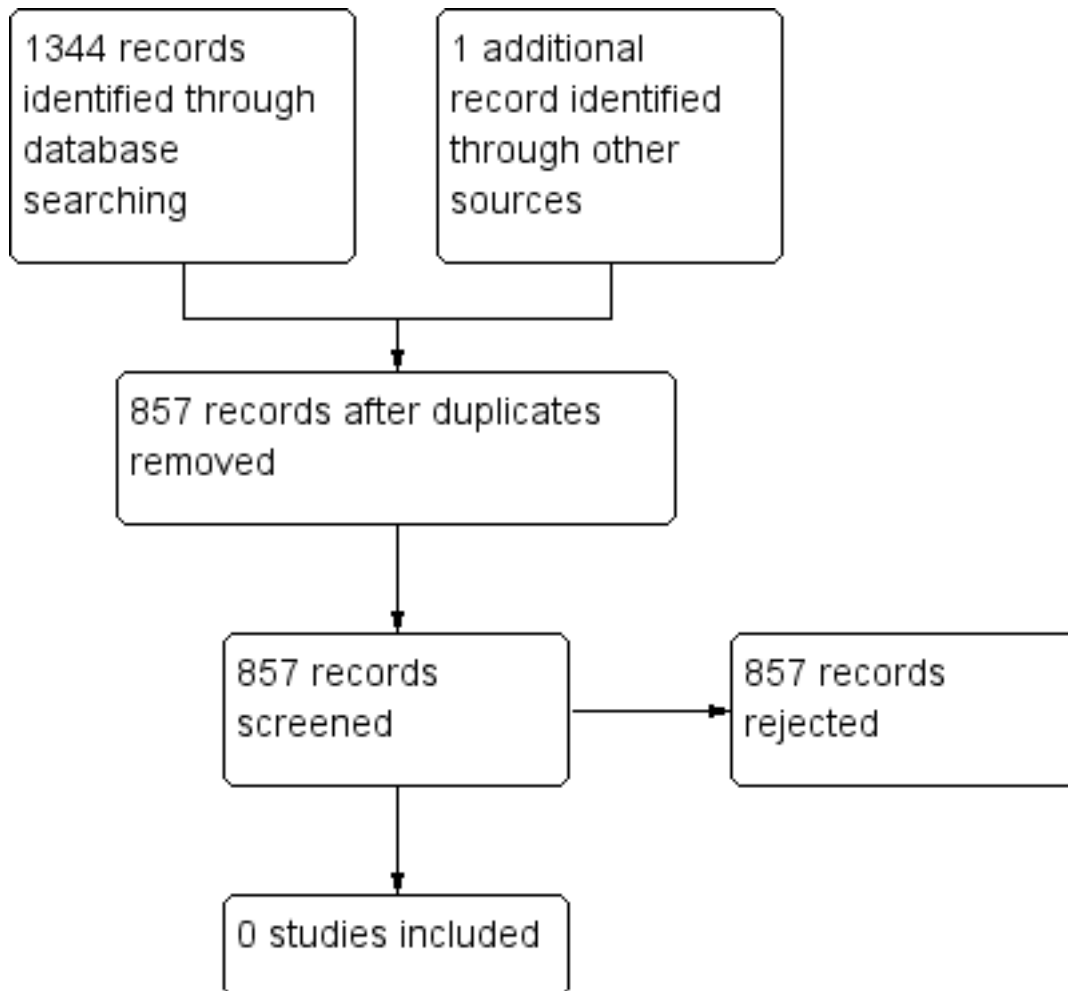 1344 records
identified through
database
searching
1 additional
record identified
through other
sources
857 records after duplicates
removed
857 records
screened
857 records
rejected
0 studies included